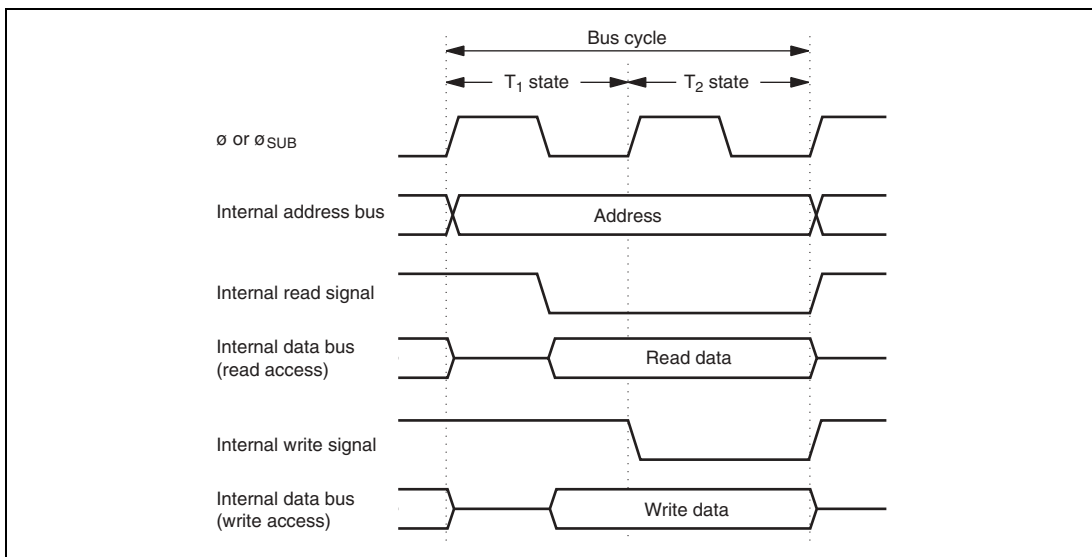 Bus cycle
T₁ state
T₂ state
ø or øSUB
Internal address bus
Address
Internal read signal
Internal data bus
(read access)
Read data
Internal write signal
Internal data bus
(write access)
Write data